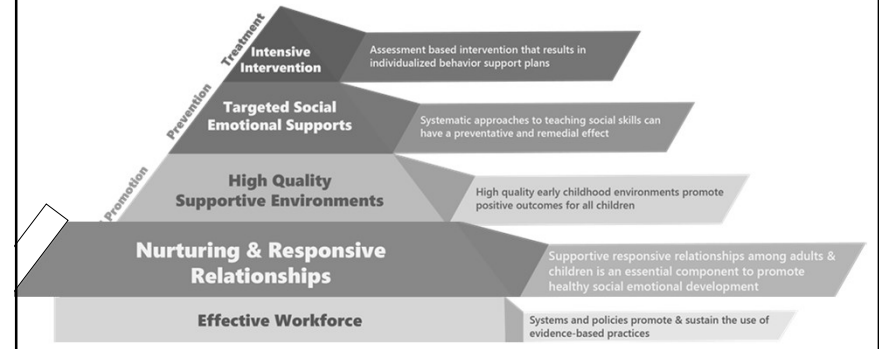 Treatment
Intensive
Intervention
Assessment based intervention that results in
individualized behavior support plans
Prevention
Targeted Social
Emotional Supports
Systematic approaches to teaching social skills can
have a preventative and remedial effect
Promotion
High Quality
Supportive Environments
High quality early childhood environments promote
positive outcomes for all children
Nurturing & Responsive
Relationships
Supportive responsive relationships among adults &
children is an essential component to promote
healthy social emotional development
Effective Workforce
Systems and policies promote & sustain the use of
evidence-based practices